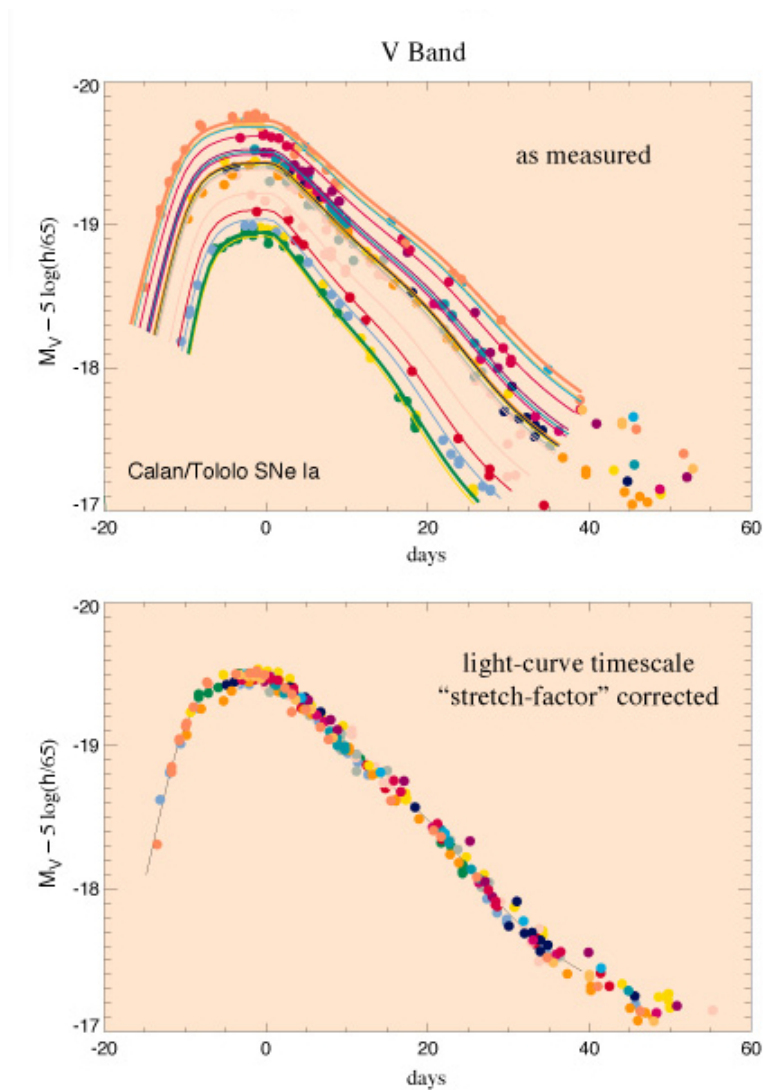 V Band
-20
as measured
-19
M_V – 5 log(h/65)
-18
Calan/Tololo SNe Ia
-17
-20 0 20 40 60
days
-20
light-curve timescale
“stretch-factor” corrected
-19
M_V – 5 log(h/65)
-18
-17
-20 0 20 40 60
days